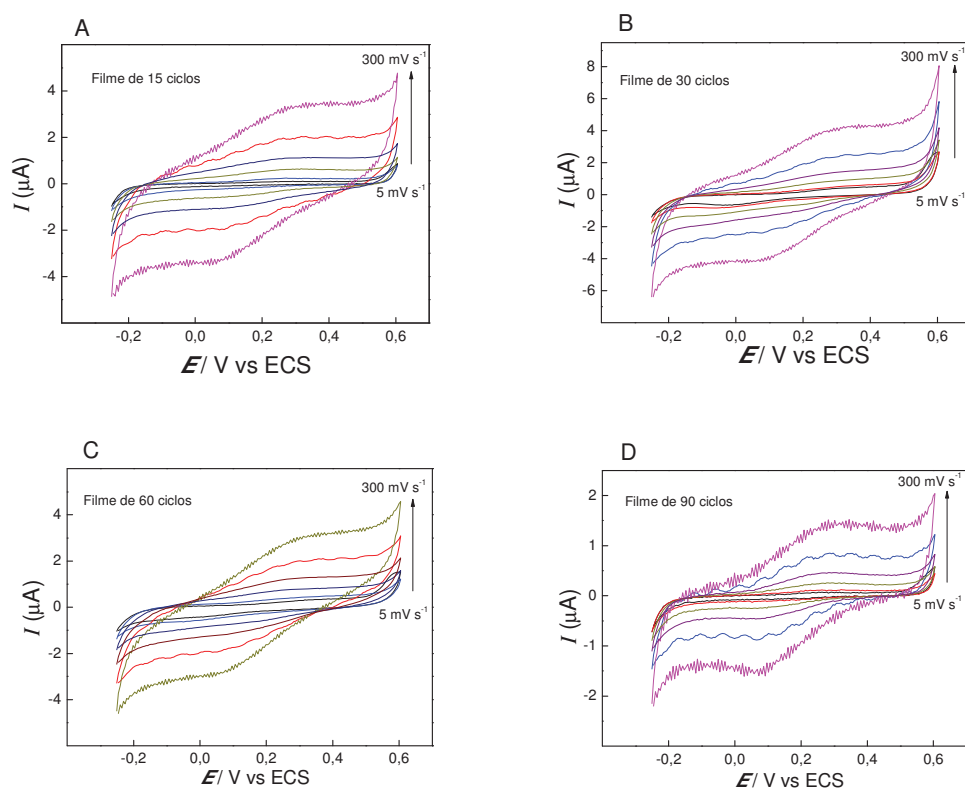 A
300 mV s⁻¹
Filme de 15 ciclos
4
2
0
-2
-4
I (µA)
5 mV s⁻¹
-0,2 0,0 0,2 0,4 0,6
E/ V vs ECS
B
300 mV s⁻¹
Filme de 30 ciclos
8
6
4
2
0
-2
-4
-6
I (µA)
5 mV s⁻¹
-0,2 0,0 0,2 0,4 0,6
E/ V vs ECS
C
300 mV s⁻¹
Filme de 60 ciclos
4
2
0
-2
-4
I (µA)
5 mV s⁻¹
-0,2 0,0 0,2 0,4 0,6
E/ V vs ECS
D
300 mV s⁻¹
Filme de 90 ciclos
2
1
0
-1
-2
I (µA)
5 mV s⁻¹
-0,2 0,0 0,2 0,4 0,6
E/ V vs ECS